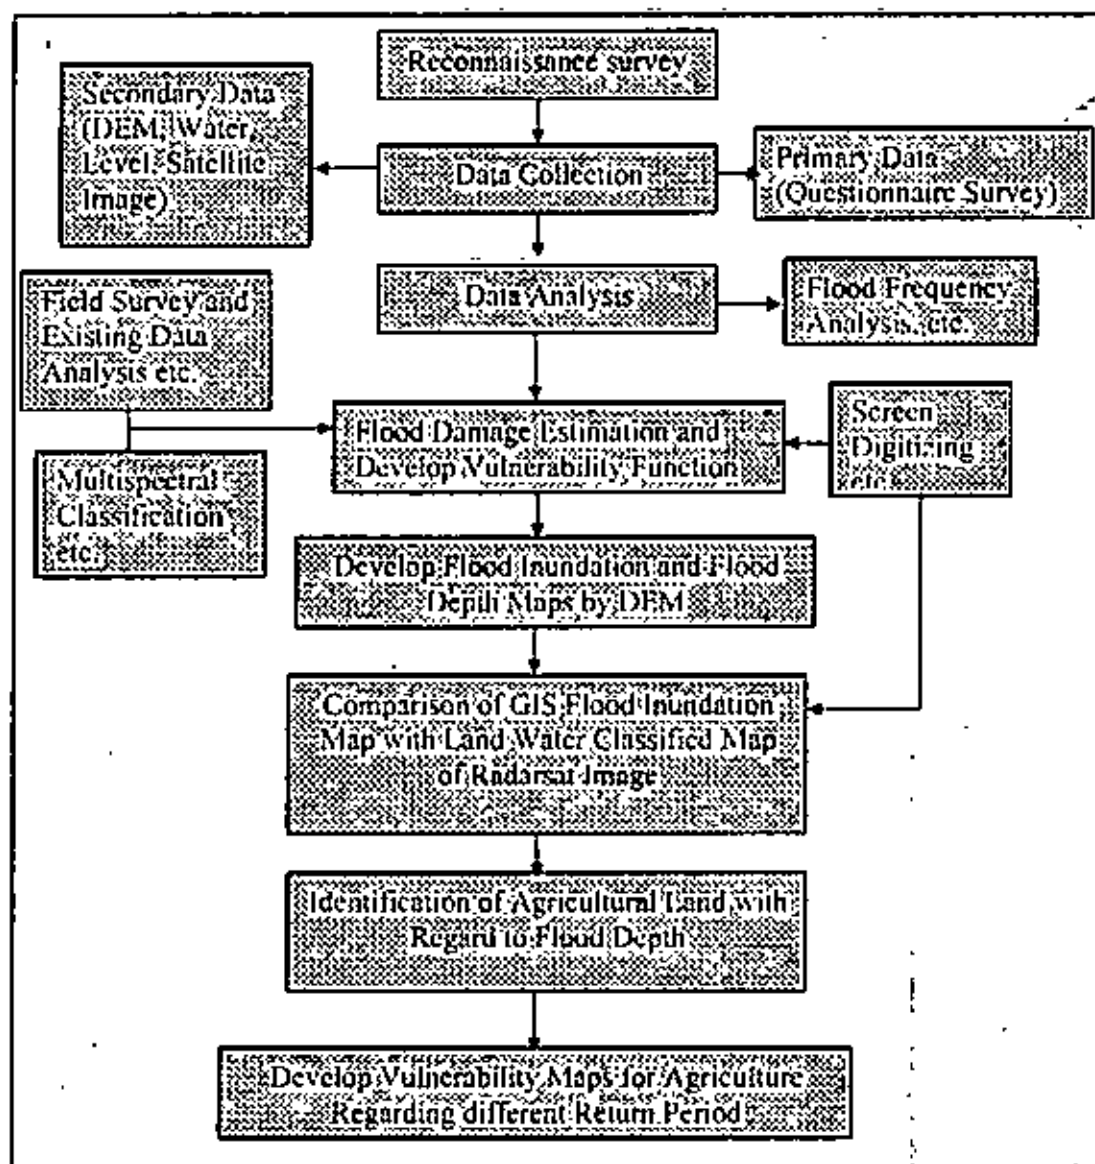 Reconnaissance survey
Secondary Data
(DEM, Water,
Level, Satellite
Image)
Data Collection
Primary Data
(Questionnaire Survey)
Data Analysis
Flood Frequency
Analysis, etc.
Field Survey and
Existing Data
Analysis etc.
Flood Damage Estimation and
Develop Vulnerability Function
Screen
Digitizing
etc.
Multispectral
Classification
etc.
Develop Flood Inundation and Flood
Depth Maps by DEM
Comparison of GIS Flood Inundation
Map with Land Water Classified Map
of Radarsat Image
Identification of Agricultural Land with
Regard to Flood Depth
Develop Vulnerability Maps for Agriculture
Regarding different Return Period